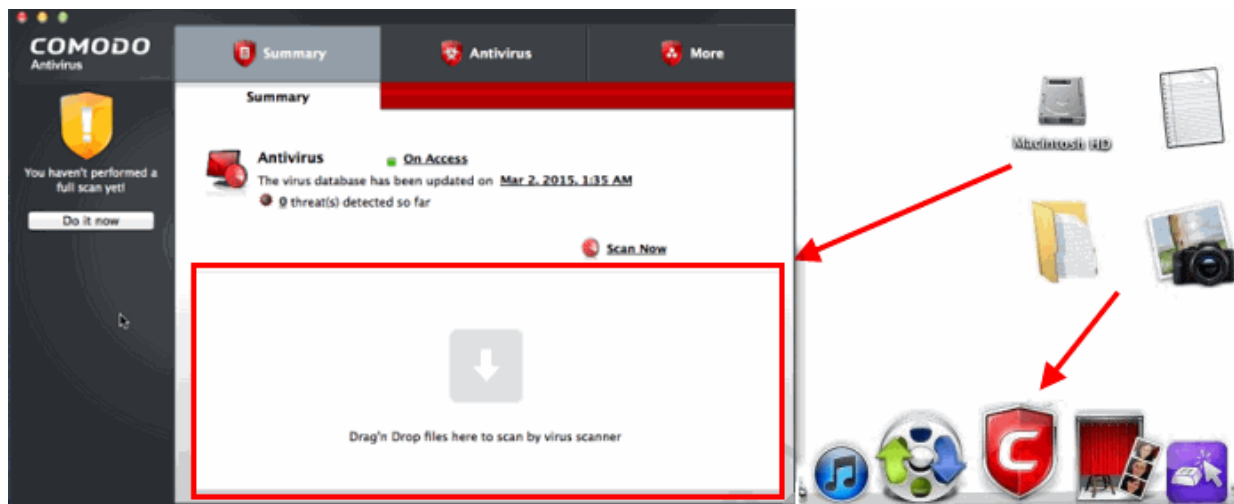 COMODO
Antivirus
Summary
Antivirus
More
Summary
You haven't performed a
full scan yet!
Do it now
Antivirus
On Access
The virus database has been updated on Mar 2, 2015, 1:35 AM
0 threat(s) detected so far
Scan Now
Drag'n Drop files here to scan by virus scanner
Macintosh HD
C